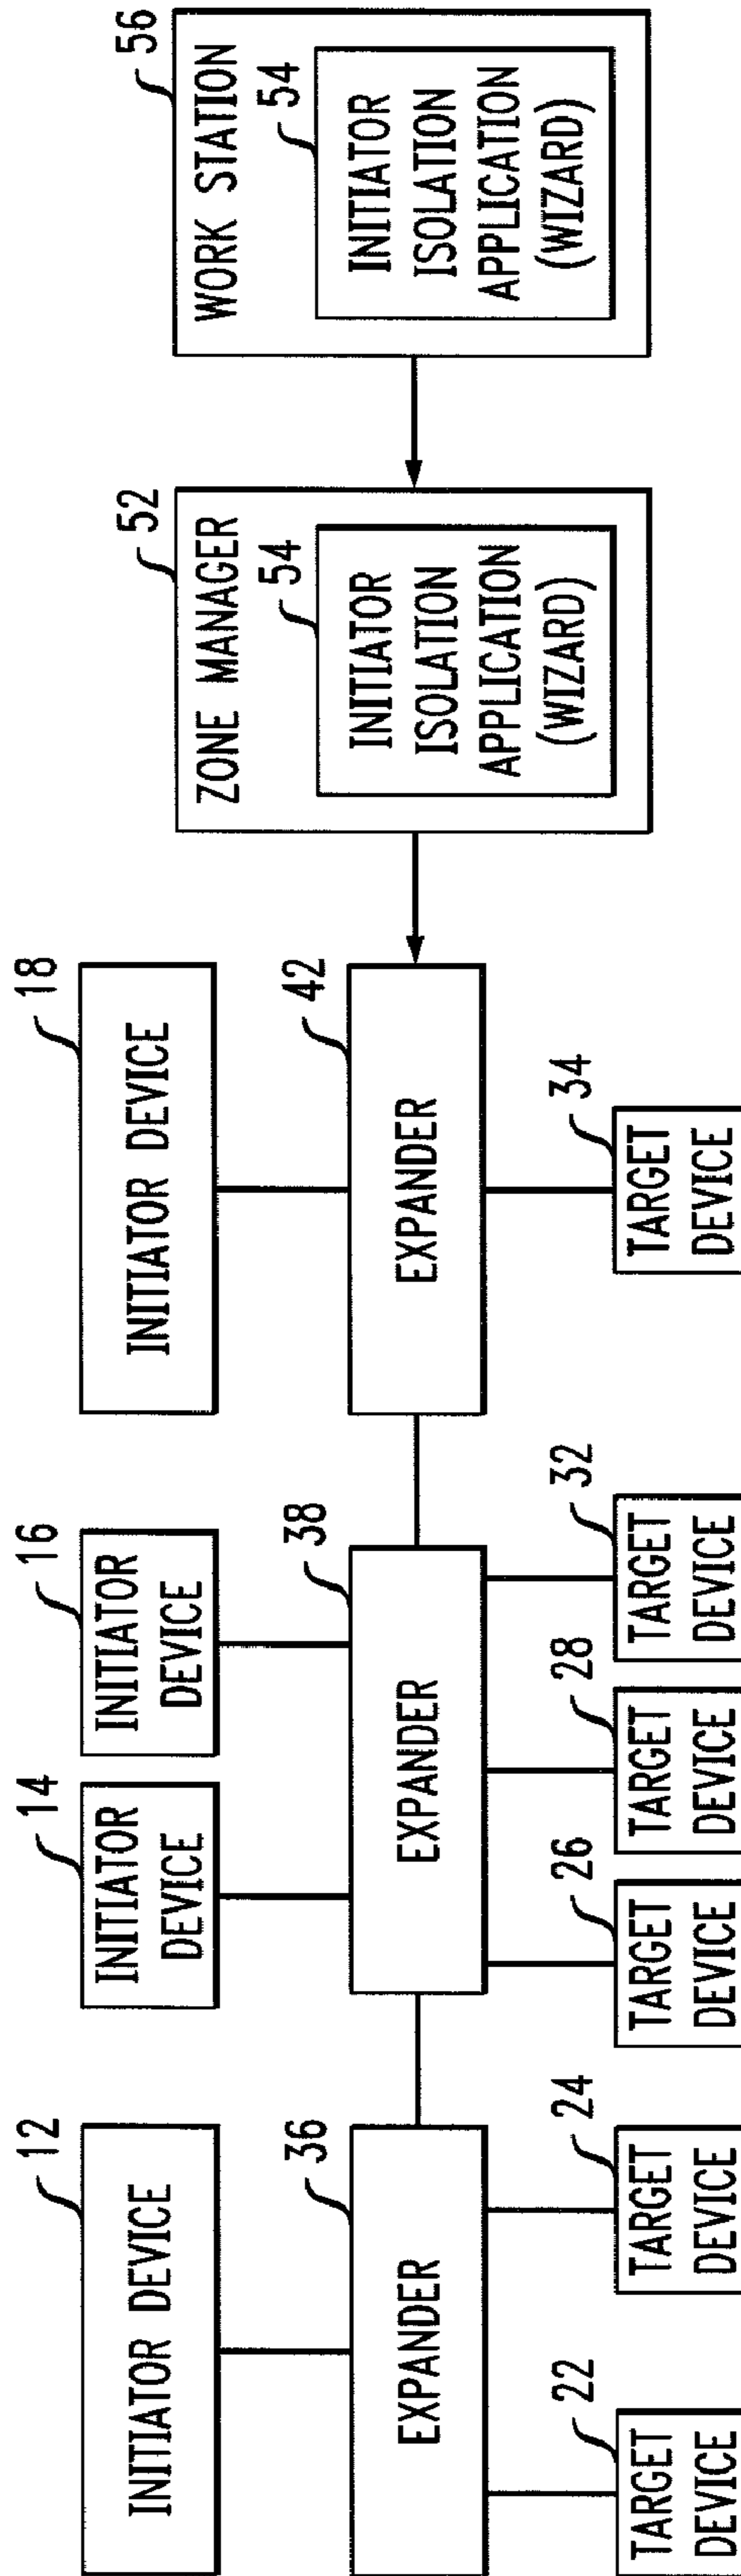 12
INITIATOR DEVICE
14
INITIATOR
DEVICE
16
INITIATOR
DEVICE
18
INITIATOR DEVICE
36
EXPANDER
38
EXPANDER
42
EXPANDER
52
ZONE MANAGER
54
INITIATOR
ISOLATION
APPLICATION
(WIZARD)
56
WORK STATION
54
INITIATOR
ISOLATION
APPLICATION
(WIZARD)
22
TARGET
DEVICE
24
TARGET
DEVICE
26
TARGET
DEVICE
28
TARGET
DEVICE
32
TARGET
DEVICE
34
TARGET
DEVICE